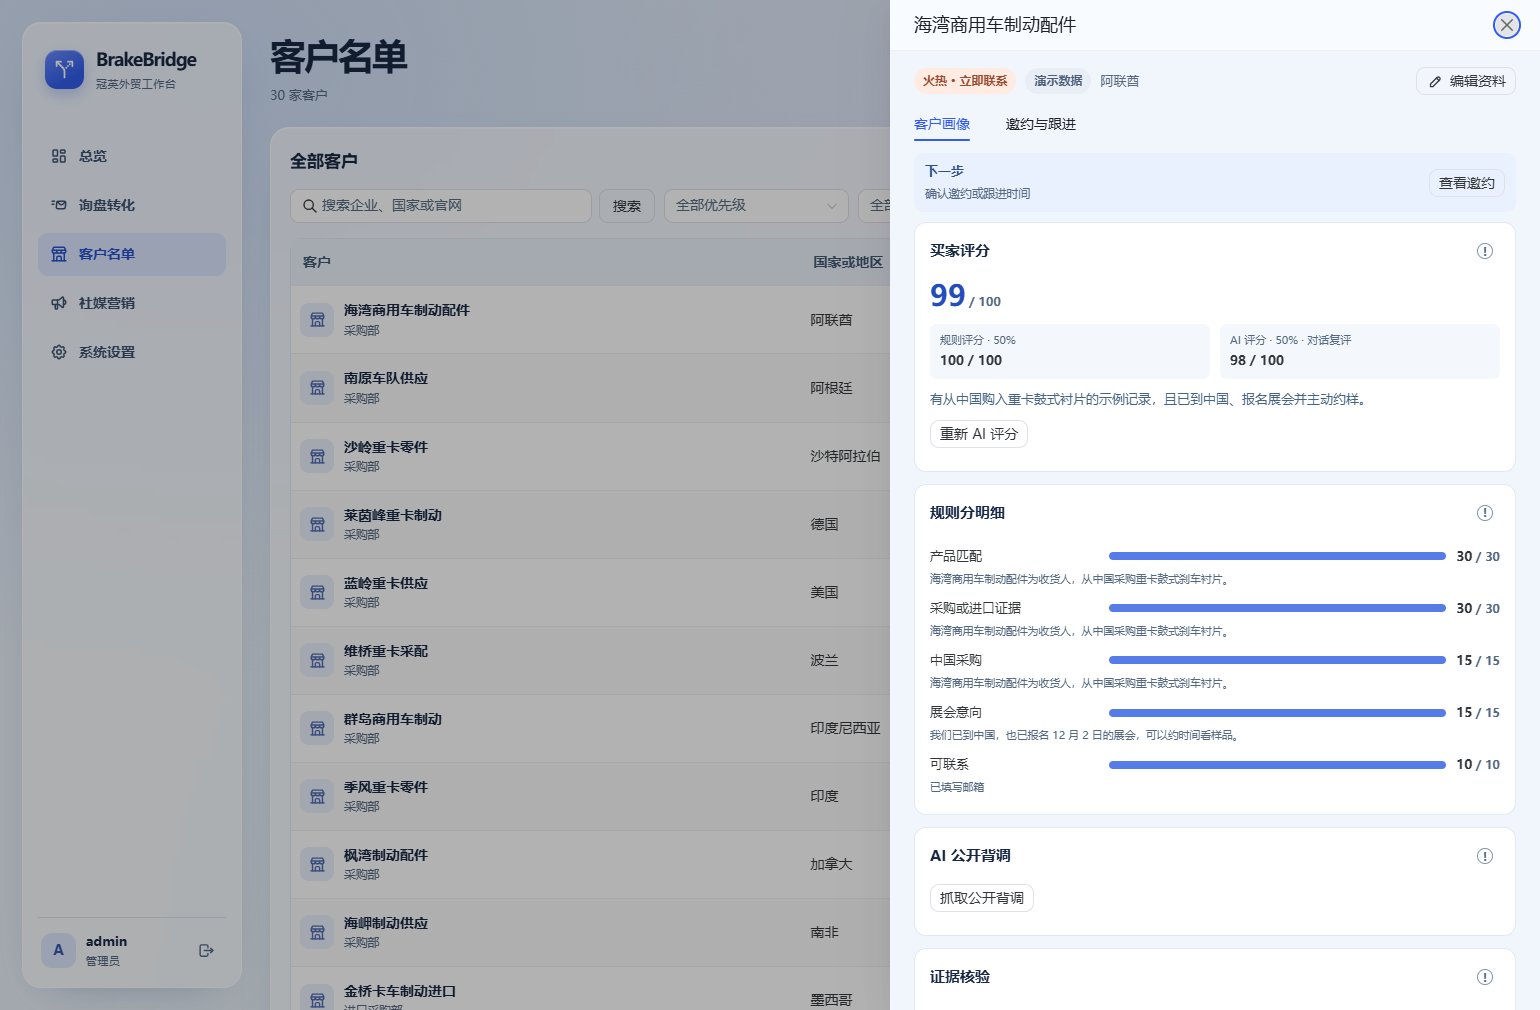 BrakeBridge
冠英外贸工作台
总览
询盘转化
客户名单
社媒营销
系统设置
A
admin
管理员
客户名单
30 家客户
全部客户
搜索企业、国家或官网
搜索
全部优先级
全部
客户
国家或地区
海湾商用车制动配件
采购部
阿联酋
南原车队供应
采购部
阿根廷
沙岭重卡零件
采购部
沙特阿拉伯
莱茵峰重卡制动
采购部
德国
蓝岭重卡供应
采购部
美国
维桥重卡采配
采购部
波兰
群岛商用车制动
采购部
印度尼西亚
季风重卡零件
采购部
印度
枫湾制动配件
采购部
加拿大
海岬制动供应
采购部
南非
金桥卡车制动进口
进口采购部
墨西哥
海湾商用车制动配件
火热 • 立即联系
演示数据
阿联酋
编辑资料
客户画像
邀约与跟进
下一步
确认邀约或跟进时间
查看邀约
买家评分
99 / 100
规则评分 · 50%
100 / 100
AI 评分 · 50% · 对话复评
98 / 100
有从中国购入重卡鼓式衬片的示例记录，且已到中国、报名展会并主动约样。
重新 AI 评分
规则分明细
产品匹配
30 / 30
海湾商用车制动配件为收货人，从中国采购重卡鼓式刹车衬片。
采购或进口证据
30 / 30
海湾商用车制动配件为收货人，从中国采购重卡鼓式刹车衬片。
中国采购
15 / 15
海湾商用车制动配件为收货人，从中国采购重卡鼓式刹车衬片。
展会意向
15 / 15
我们已到中国，也已报名 12 月 2 日的展会，可以约时间看样品。
可联系
10 / 10
已填写邮箱
AI 公开背调
抓取公开背调
证据核验